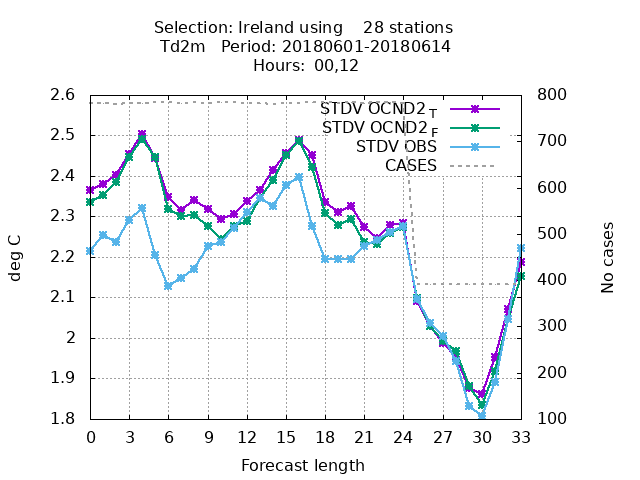 Selection: Ireland using    28 stations
Td2m   Period: 20180601-20180614
Hours:  00,12
STDV OCND2 T
STDV OCND2 F
STDV OBS
CASES
deg C
No cases
2.6
2.5
2.4
2.3
2.2
2.1
2
1.9
1.8
800
700
600
500
400
300
200
100
0 3 6 9 12 15 18 21 24 27 30 33
Forecast length